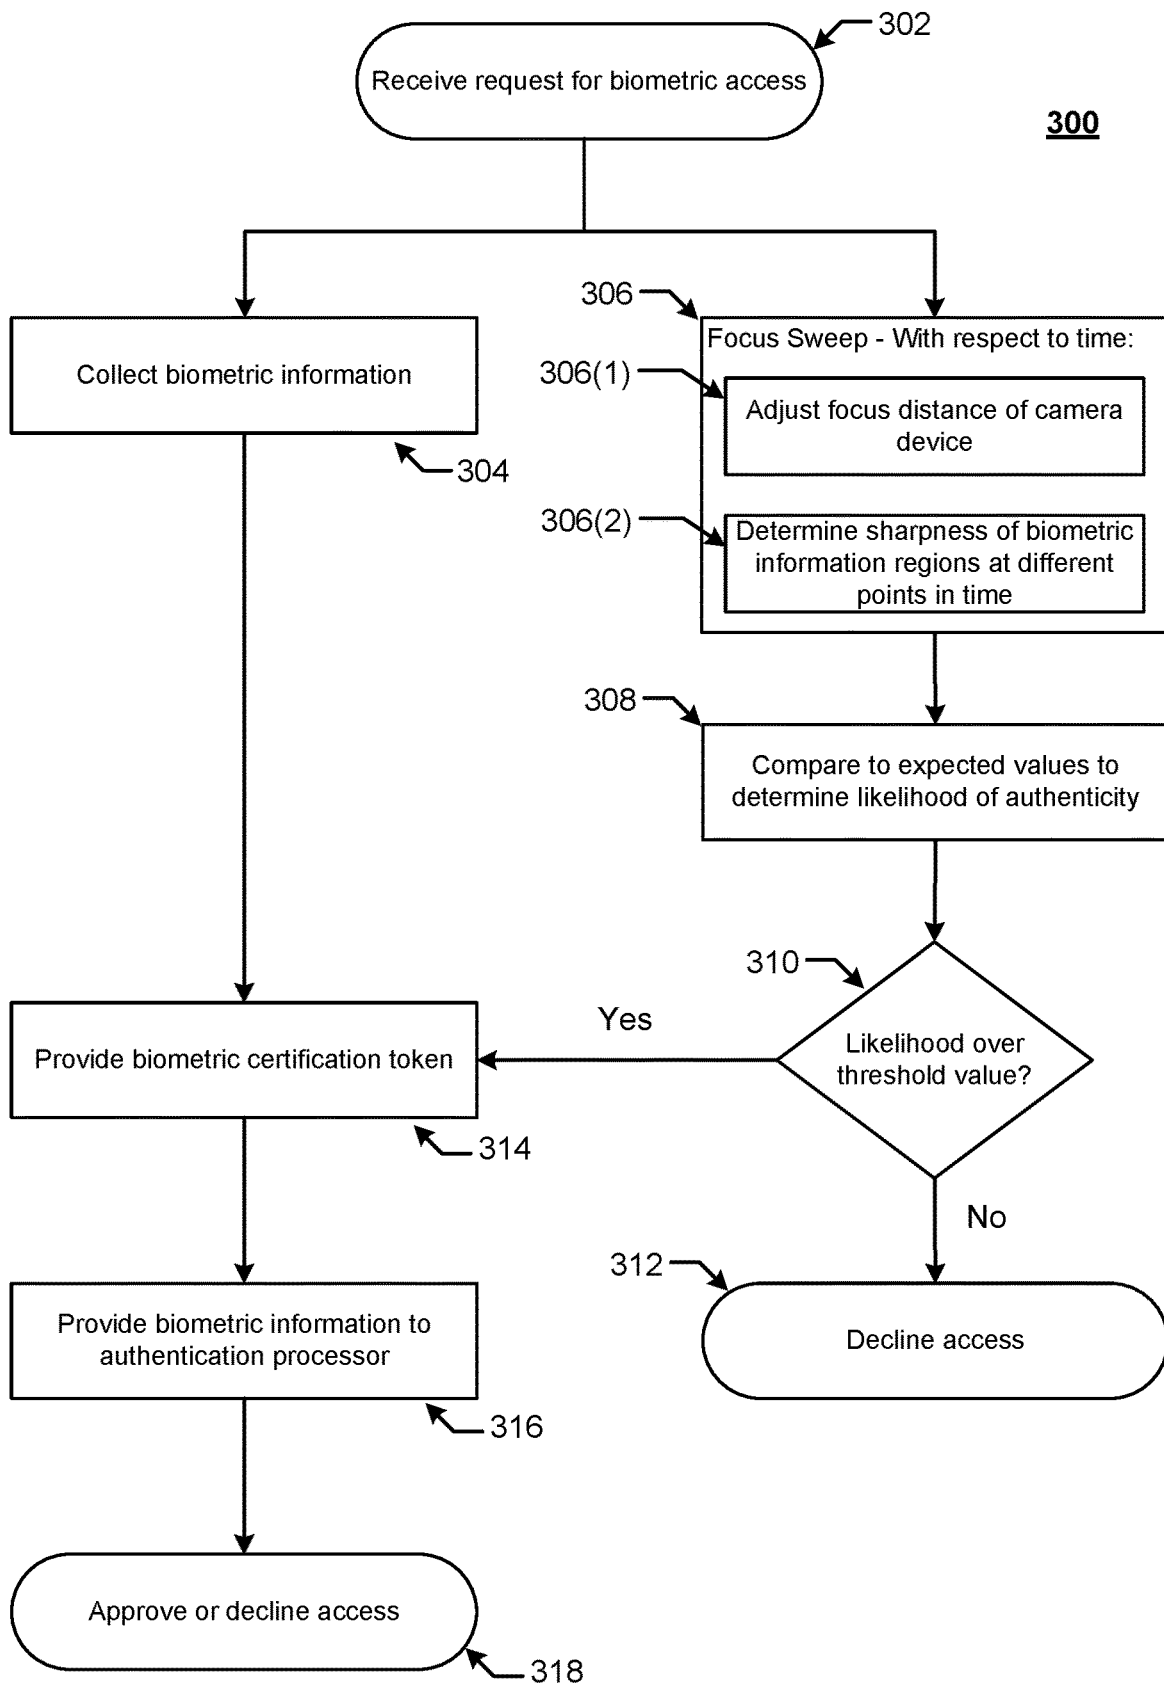 302
Receive request for biometric access
300
306
Focus Sweep - With respect to time:
306(1)
Adjust focus distance of camera
device
Collect biometric information
304
306(2)
Determine sharpness of biometric
information regions at different
points in time
308
Compare to expected values to
determine likelihood of authenticity
310
Likelihood over
threshold value?
Yes
Provide biometric certification token
314
No
312
Decline access
Provide biometric information to
authentication processor
316
Approve or decline access
318